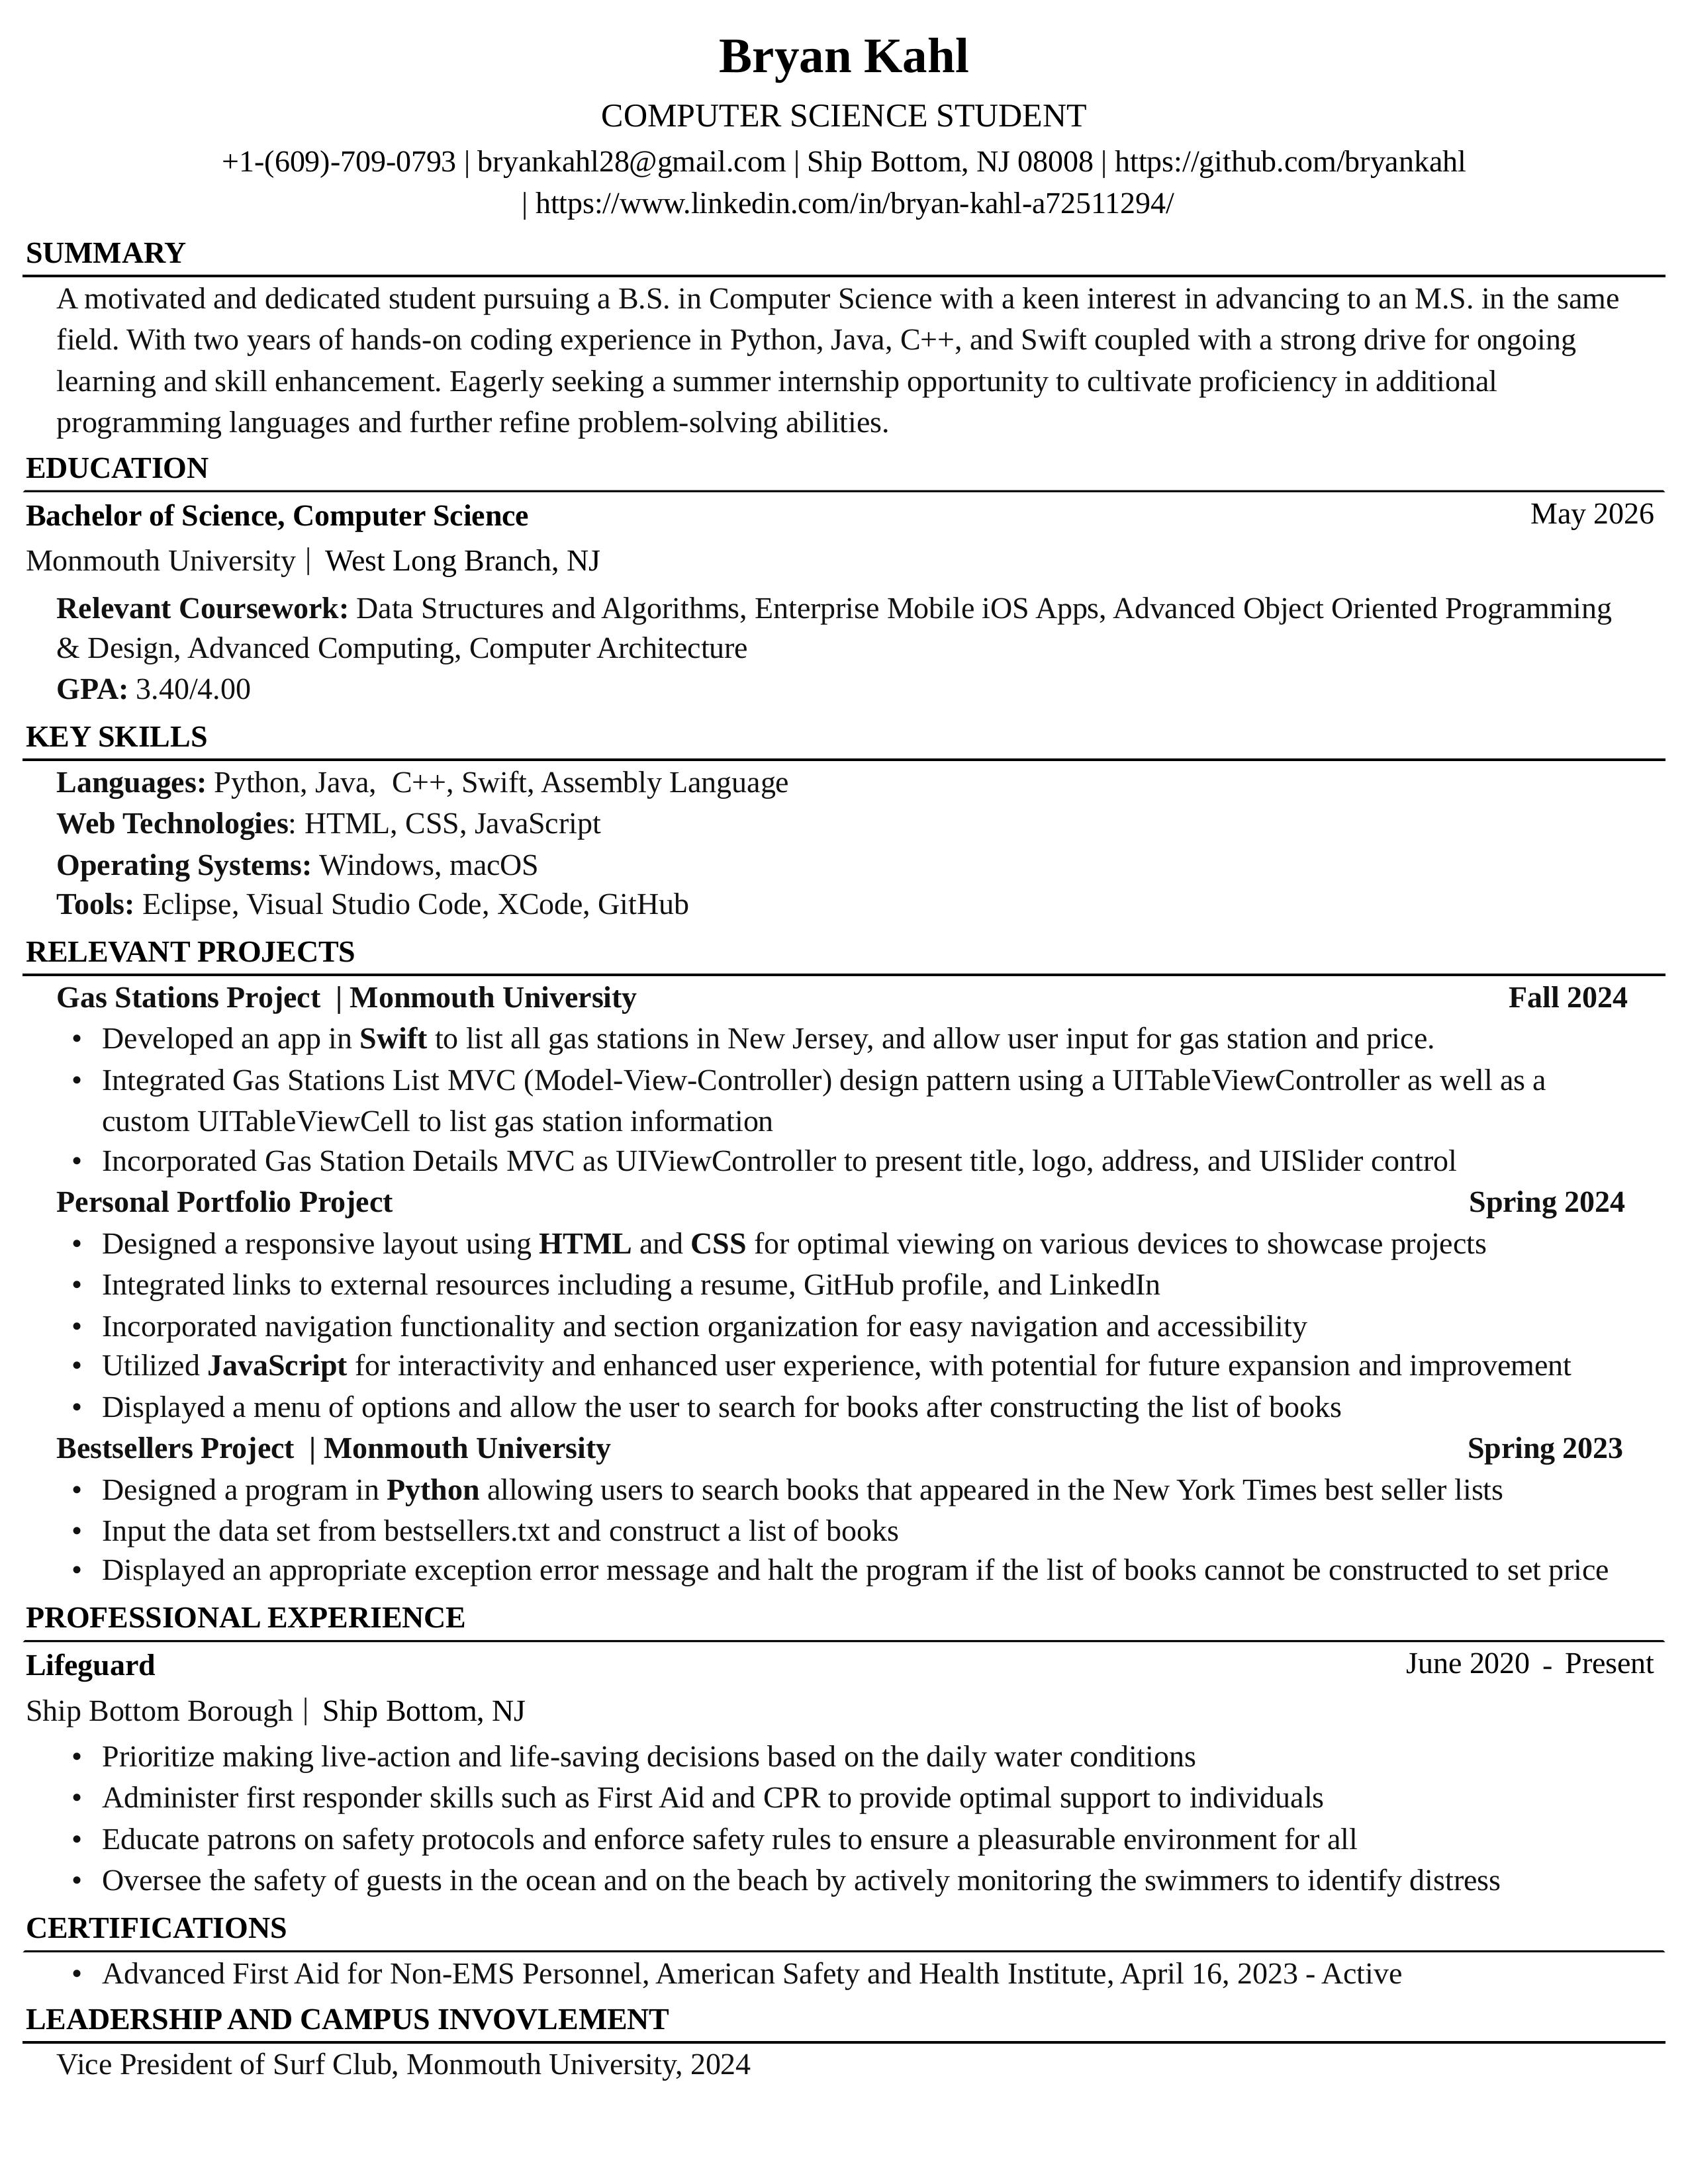 Bryan Kahl
COMPUTER SCIENCE STUDENT
+1-(609)-709-0793 | bryankahl28@gmail.com | Ship Bottom, NJ 08008 | https://github.com/bryankahl
| https://www.linkedin.com/in/bryan-kahl-a72511294/
SUMMARY
A motivated and dedicated student pursuing a B.S. in Computer Science with a keen interest in advancing to an M.S. in the same
field. With two years of hands-on coding experience in Python, Java, C++, and Swift coupled with a strong drive for ongoing
learning and skill enhancement. Eagerly seeking a summer internship opportunity to cultivate proficiency in additional
programming languages and further refine problem-solving abilities.
EDUCATION
Bachelor of Science, Computer Science May 2026
Monmouth University | West Long Branch, NJ
Relevant Coursework: Data Structures and Algorithms, Enterprise Mobile iOS Apps, Advanced Object Oriented Programming
& Design, Advanced Computing, Computer Architecture
GPA: 3.40/4.00
KEY SKILLS
Languages: Python, Java, C++, Swift, Assembly Language
Web Technologies: HTML, CSS, JavaScript
Operating Systems: Windows, macOS
Tools: Eclipse, Visual Studio Code, XCode, GitHub
RELEVANT PROJECTS
Gas Stations Project | Monmouth University Fall 2024
• Developed an app in Swift to list all gas stations in New Jersey, and allow user input for gas station and price.
• Integrated Gas Stations List MVC (Model-View-Controller) design pattern using a UITableViewController as well as a
custom UITableViewCell to list gas station information
• Incorporated Gas Station Details MVC as UIViewController to present title, logo, address, and UISlider control
Personal Portfolio Project Spring 2024
• Designed a responsive layout using HTML and CSS for optimal viewing on various devices to showcase projects
• Integrated links to external resources including a resume, GitHub profile, and LinkedIn
• Incorporated navigation functionality and section organization for easy navigation and accessibility
• Utilized JavaScript for interactivity and enhanced user experience, with potential for future expansion and improvement
• Displayed a menu of options and allow the user to search for books after constructing the list of books
Bestsellers Project | Monmouth University Spring 2023
• Designed a program in Python allowing users to search books that appeared in the New York Times best seller lists
• Input the data set from bestsellers.txt and construct a list of books
• Displayed an appropriate exception error message and halt the program if the list of books cannot be constructed to set price
PROFESSIONAL EXPERIENCE
Lifeguard June 2020 - Present
Ship Bottom Borough | Ship Bottom, NJ
• Prioritize making live-action and life-saving decisions based on the daily water conditions
• Administer first responder skills such as First Aid and CPR to provide optimal support to individuals
• Educate patrons on safety protocols and enforce safety rules to ensure a pleasurable environment for all
• Oversee the safety of guests in the ocean and on the beach by actively monitoring the swimmers to identify distress
CERTIFICATIONS
• Advanced First Aid for Non-EMS Personnel, American Safety and Health Institute, April 16, 2023 - Active
LEADERSHIP AND CAMPUS INVOVLEMENT
Vice President of Surf Club, Monmouth University, 2024